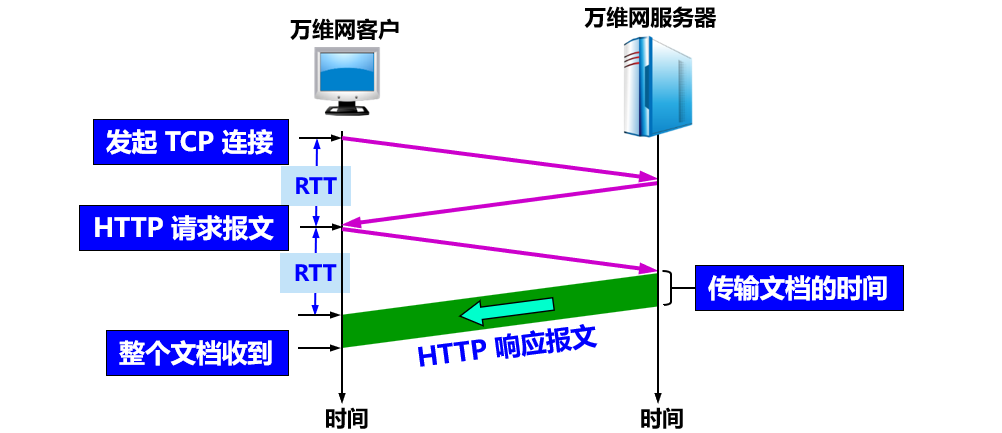 万维网客户
万维网服务器
发起 TCP 连接
RTT
HTTP 请求报文
RTT
传输文档的时间
HTTP 响应报文
整个文档收到
时间
时间